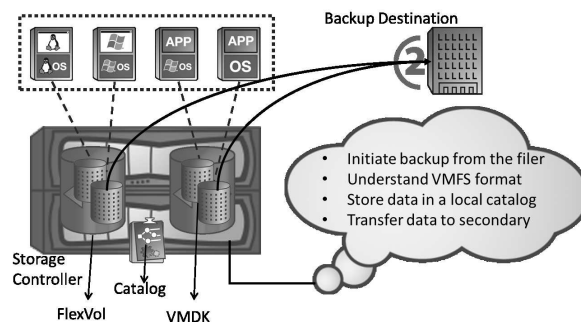 Backup Destination
APP
APP
OS
OS
OS
OS
2
• Initiate backup from the filer
• Understand VMFS format
• Store data in a local catalog
• Transfer data to secondary
Storage
Controller
Catalog
FlexVol
VMDK